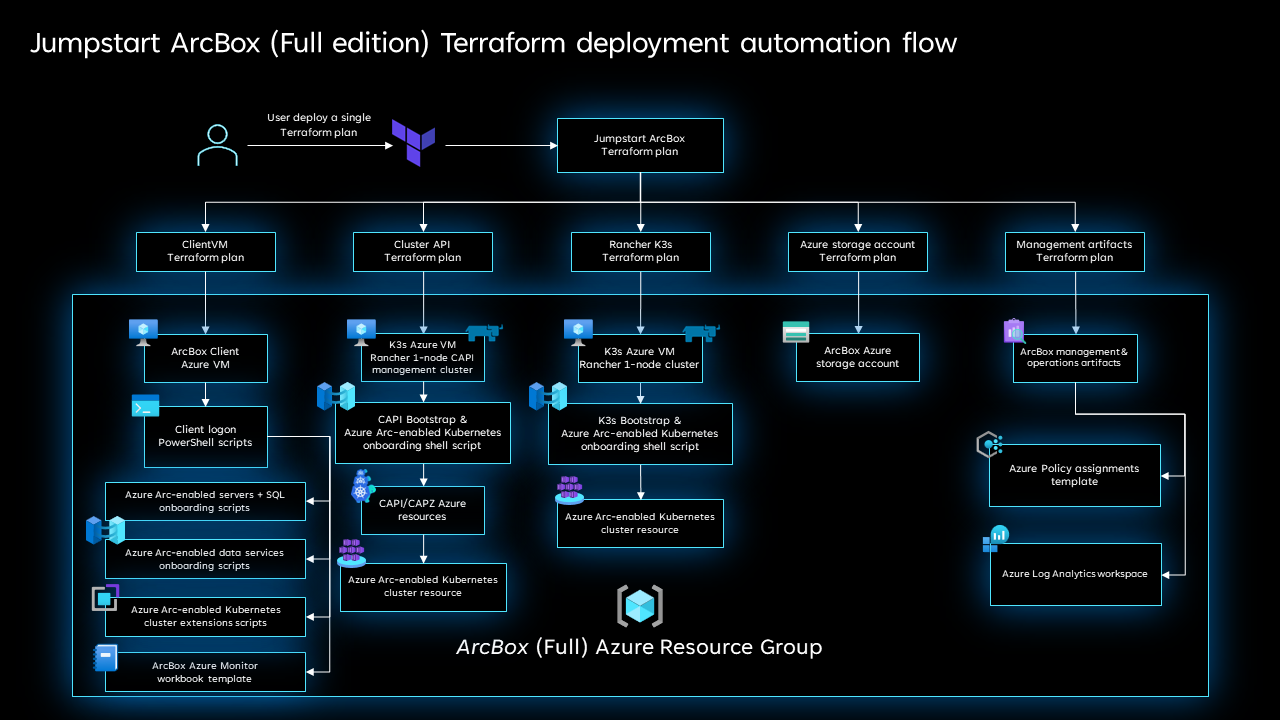 Jumpstart ArcBox (Full edition) Terraform deployment automation flow
User deploy a single
Terraform plan
Jumpstart ArcBox
Terraform plan
ClientVM
Terraform plan
Cluster API
Terraform plan
Rancher K3s
Terraform plan
Azure storage account
Terraform plan
Management artifacts
Terraform plan
ArcBox Client
Azure VM
Client logon
PowerShell scripts
Azure Arc-enabled servers + SQL
onboarding scripts
Azure Arc-enabled data services
onboarding scripts
Azure Arc-enabled Kubernetes
cluster extensions scripts
ArcBox Azure Monitor
workbook template
K3s Azure VM
Rancher 1-node CAPI
management cluster
CAPI Bootstrap &
Azure Arc-enabled Kubernetes
onboarding shell script
CAPI/CAPZ Azure
resources
Azure Arc-enabled Kubernetes
cluster resource
K3s Azure VM
Rancher 1-node cluster
K3s Bootstrap &
Azure Arc-enabled Kubernetes
onboarding shell script
Azure Arc-enabled Kubernetes
cluster resource
ArcBox Azure
storage account
ArcBox management &
operations artifacts
Azure Policy assignments
template
Azure Log Analytics workspace
ArcBox (Full) Azure Resource Group